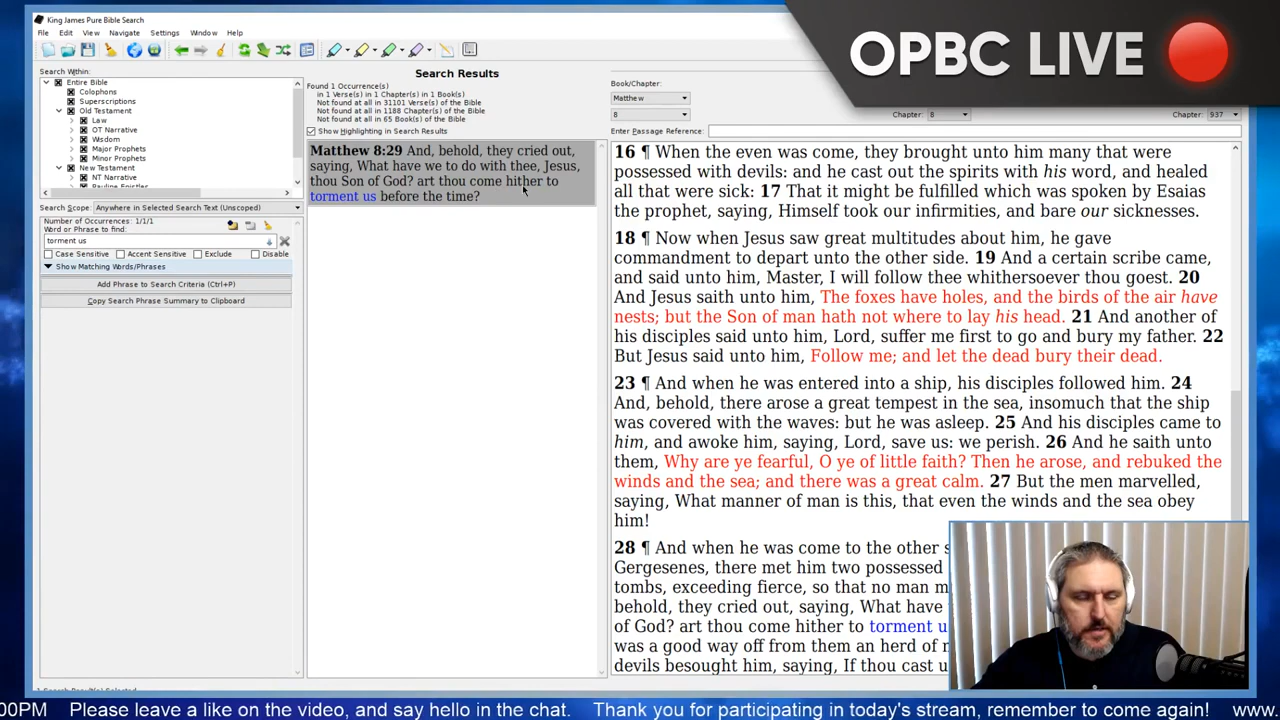 King James Pure Bible Search
File Edit View Navigate Settings Window Help
OPBC LIVE
Search Within:
Entire Bible
Colophons
Superscriptions
Old Testament
Law
OT Narrative
Wisdom
Major Prophets
Minor Prophets
New Testament
NT Narrative
Search Scope: Anywhere in Selected Search Text (Unscoped)
Number of Occurrences: 1/1/1
Word or Phrase to find:
torment us
Case Sensitive Accent Sensitive Exclude Disable
Show Matching Words/Phrases
Add Phrase to Search Criteria (Ctrl+P)
Copy Search Phrase Summary to Clipboard
Search Results
Found 1 Occurrence(s)
in 1 Verse(s) in 1 Chapter(s) in 1 Book(s)
Not found at all in 31101 Verse(s) of the Bible
Not found at all in 1188 Chapter(s) of the Bible
Not found at all in 65 Book(s) of the Bible
Show Highlighting in Search Results
Matthew 8:29 And, behold, they cried out,
saying, What have we to do with thee, Jesus,
thou Son of God? art thou come hither to
torment us before the time?
Book/Chapter:
Matthew
8
Chapter: 8
Chapter: 937
Enter Passage Reference:
16 ¶ When the even was come, they brought unto him many that were
possessed with devils: and he cast out the spirits with his word, and healed
all that were sick: 17 That it might be fulfilled which was spoken by Esaias
the prophet, saying, Himself took our infirmities, and bare our sicknesses.
18 ¶ Now when Jesus saw great multitudes about him, he gave
commandment to depart unto the other side. 19 And a certain scribe came,
and said unto him, Master, I will follow thee whithersoever thou goest. 20
And Jesus saith unto him, The foxes have holes, and the birds of the air have
nests; but the Son of man hath not where to lay his head. 21 And another of
his disciples said unto him, Lord, suffer me first to go and bury my father. 22
But Jesus said unto him, Follow me; and let the dead bury their dead.
23 ¶ And when he was entered into a ship, his disciples followed him. 24
And, behold, there arose a great tempest in the sea, insomuch that the ship
was covered with the waves: but he was asleep. 25 And his disciples came to
him, and awoke him, saying, Lord, save us: we perish. 26 And he saith unto
them, Why are ye fearful, O ye of little faith? Then he arose, and rebuked the
winds and the sea; and there was a great calm. 27 But the men marvelled,
saying, What manner of man is this, that even the winds and the sea obey
him!
28 ¶ And when he was come to the other
Gergesenes, there met him two possessed
tombs, exceeding fierce, so that no man
behold, they cried out, saying, What have
of God? art thou come hither to torment
was a good way off from them an herd of
devils besought him, saying, If thou cast
:00PM Please leave a like on the video, and say hello in the chat. Thank you for participating in today's stream, remember to come again! www.